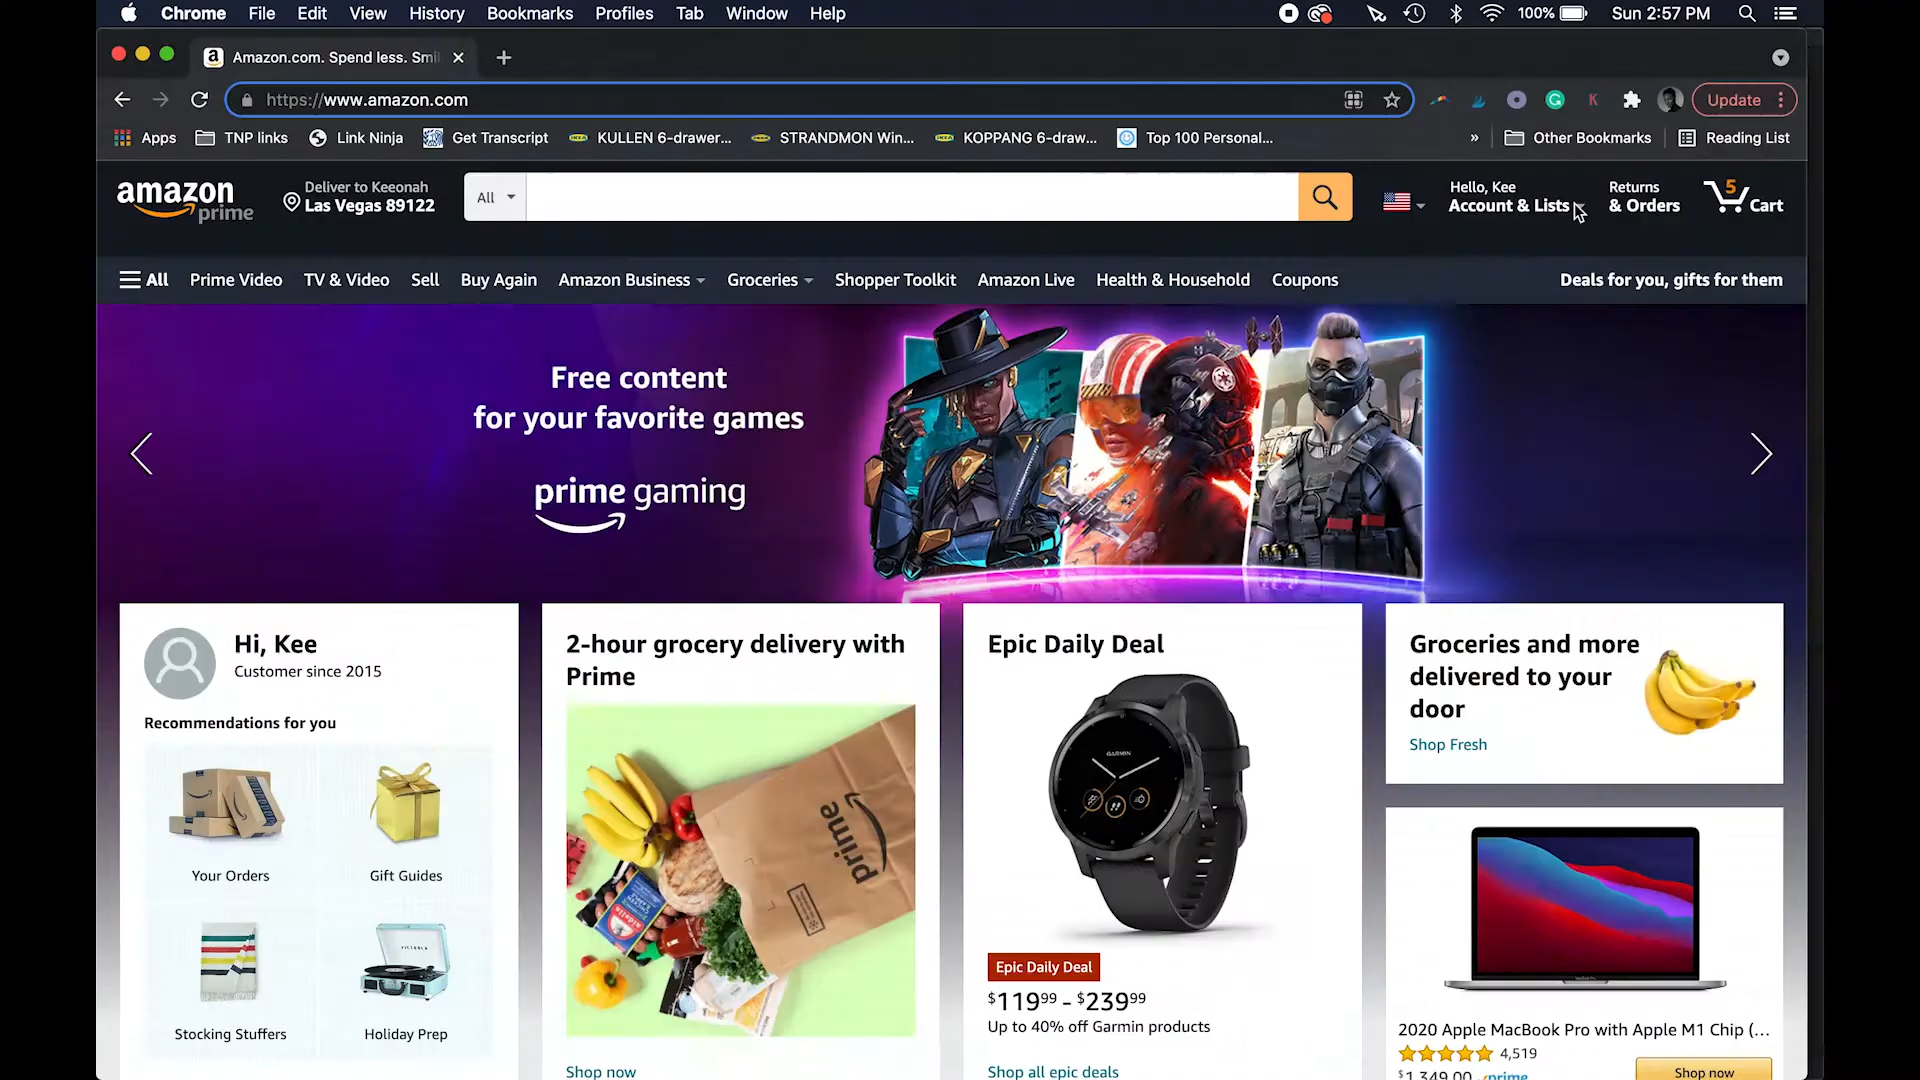 Chrome File Edit View History Bookmarks Profiles Tab Window Help 100% Sun 2:57 PM
Amazon.com. Spend less. Smil
https://www.amazon.com Update
Apps TNP links Link Ninja Get Transcript KULLEN 6-drawer... STRANDMON Win... KOPPANG 6-draw... Top 100 Personal... » Other Bookmarks Reading List
amazon prime
Deliver to Keeonah
Las Vegas 89122
All
Hello, Kee
Account & Lists
Returns
& Orders
5
Cart
All Prime Video TV & Video Sell Buy Again Amazon Business Groceries Shopper Toolkit Amazon Live Health & Household Coupons Deals for you, gifts for them
Free content
for your favorite games
prime gaming
Hi, Kee
Customer since 2015
Recommendations for you
Your Orders Gift Guides
VICTROLA
Stocking Stuffers Holiday Prep
2-hour grocery delivery with
Prime
prime
aidells
Shop now
Epic Daily Deal
GARMIN
Epic Daily Deal
$119.99 - $239.99
Up to 40% off Garmin products
Shop all epic deals
Groceries and more
delivered to your
door
Shop Fresh
2020 Apple MacBook Pro with Apple M1 Chip (...
4,519
$1,349.00 prime
Shop now